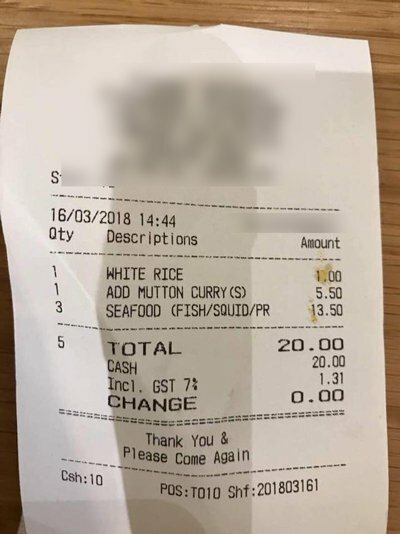 16/03/2018 14:44
Qty Descriptions Amount
1 WHITE RICE 1.00
1 ADD MUTTON CURRY(S) 5.50
3 SEAFOOD (FISH/SQUID/PR 13.50
5 TOTAL 20.00
CASH 20.00
Incl. GST 7% 1.31
CHANGE 0.00
Thank You &
Please Come Again
Csh:10 POS:TO10 Shf:201803161